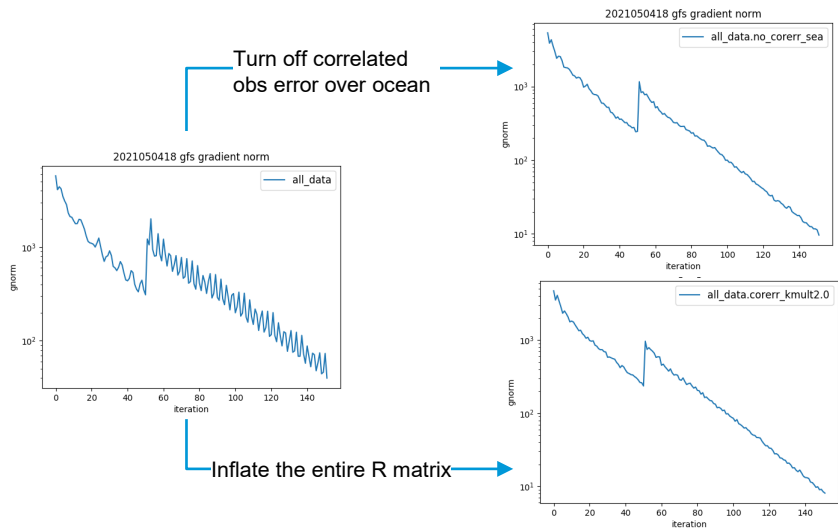 Turn off correlated
obs error over ocean
2021050418 gfs gradient norm
all_data.no_correrr_sea
gnorm
10³
10²
10¹
0 20 40 60 80 100 120 140
iteration
2021050418 gfs gradient norm
all_data
gnorm
10³
10²
0 20 40 60 80 100 120 140
iteration
all_data.corerr_kmult2.0
gnorm
10³
10²
10¹
0 20 40 60 80 100 120 140
iteration
Inflate the entire R matrix